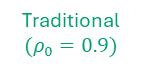 Traditional
(ρ₀ = 0.9)